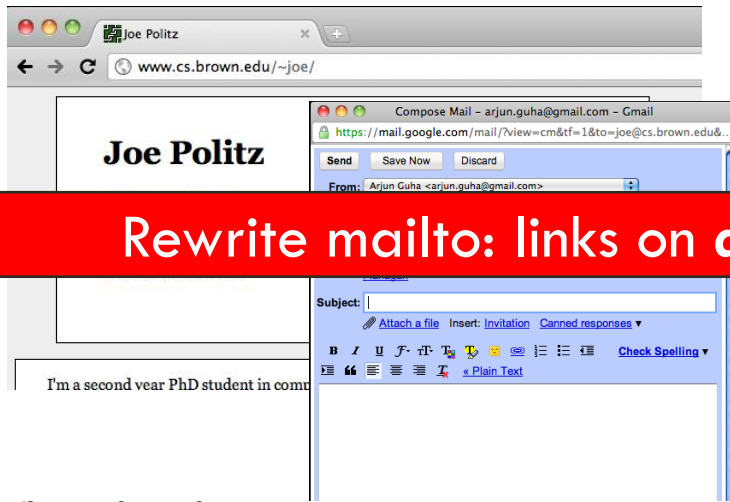 Joe Politz
www.cs.brown.edu/~joe/
Compose Mail – arjun.guha@gmail.com – Gmail
https://mail.google.com/mail/?view=cm&tf=1&to=joe@cs.brown.edu&...
Joe Politz
Send Save Now Discard
From: Arjun Guha <arjun.guha@gmail.com>
Rewrite mailto: links on
Subject:
Attach a file Insert: Invitation Canned responses ▼
B I U Check Spelling ▼
« Plain Text
I'm a second year PhD student in